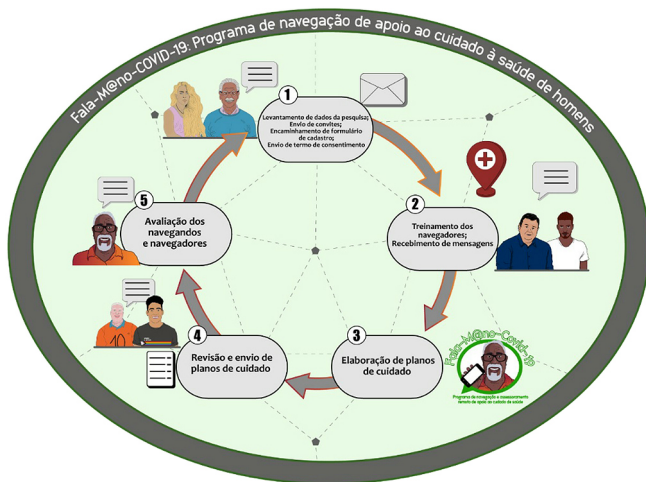 Fala-M@no-COVID-19: Programa de navegação de apoio ao cuidado à saúde de homens
1
Levantamento de dados da pesquisa;
Envio de convites;
Encaminhamento de formulário
de cadastro;
Envio de termo de consentimento
2
Treinamento dos
navegadores;
Recebimento de mensagens
3
Elaboração de planos
de cuidado
4
Revisão e envio de
planos de cuidado
5
Avaliação dos
navegandos
e navegadores
Fala-M@no-Covid-19
Programa de navegação e assessoramento
remoto de apoio ao cuidado da saúde
10